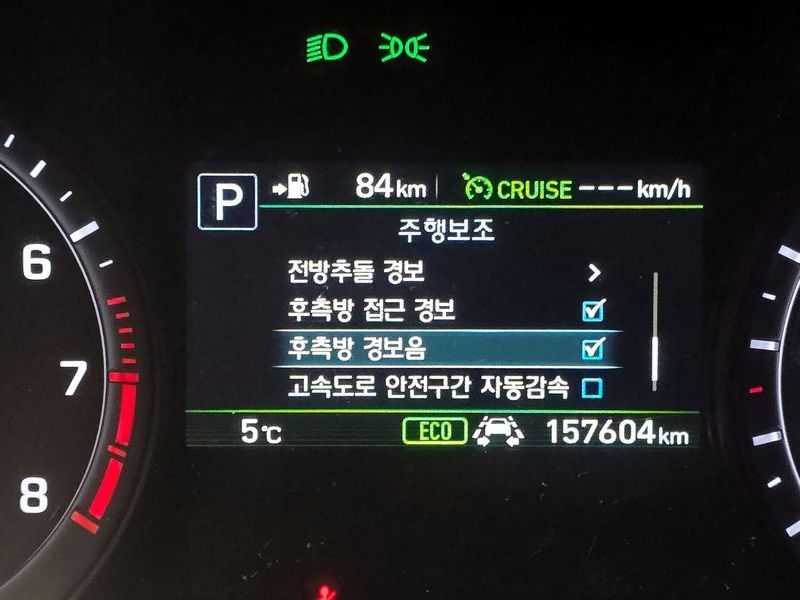 P
84km
CRUISE ---km/h
주행보조
전방추돌 경보
후측방 접근 경보
후측방 경보음
고속도로 안전구간 자동감속
5℃
ECO
157604km
6
7
8